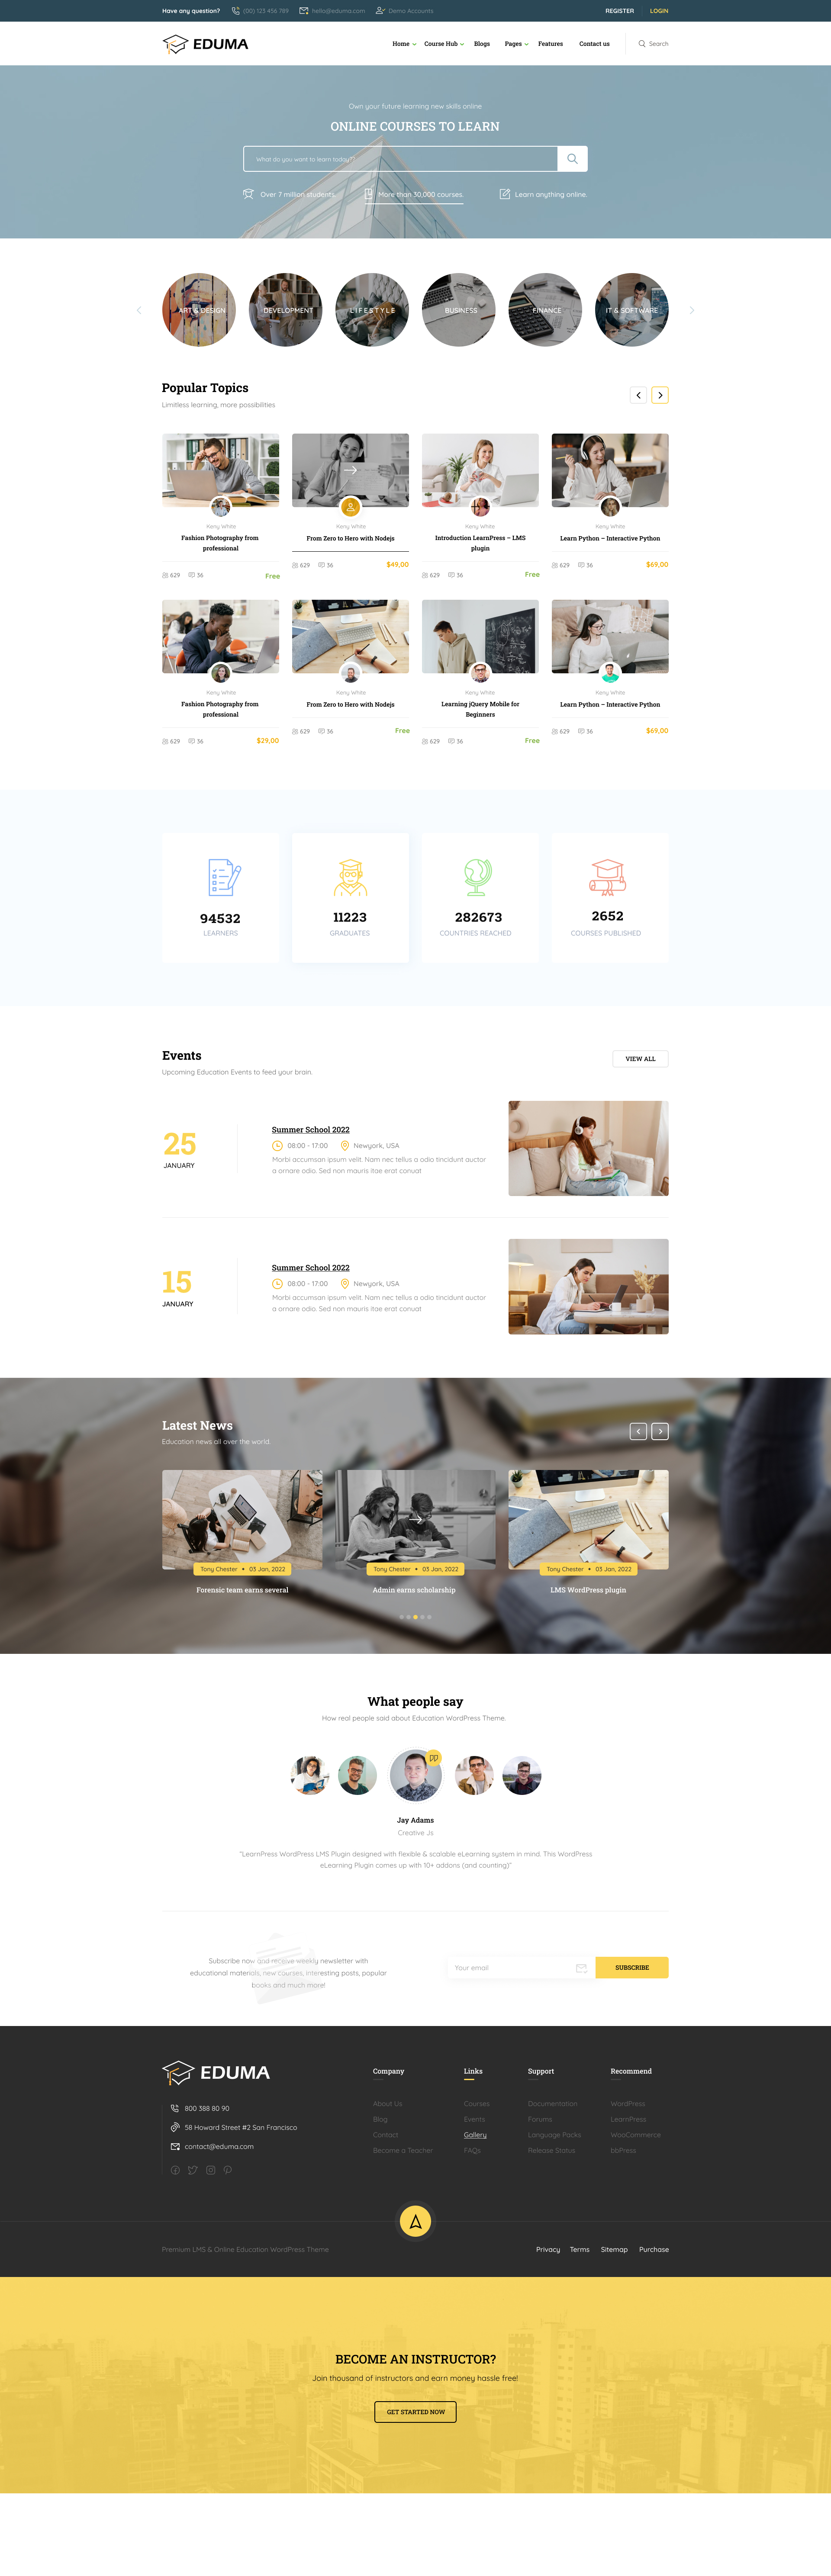 Have any question?
(00) 123 456 789
hello@eduma.com
Demo Accounts
REGISTER
LOGIN
EDUMA
Home
Course Hub
Blogs
Pages
Features
Contact us
Search
Own your future learning new skills online
ONLINE COURSES TO LEARN
What do you want to learn today?
Over 7 million students.
More than 30,000 courses.
Learn anything online.
ART & DESIGN
DEVELOPMENT
LIFESTYLE
BUSINESS
FINANCE
IT & SOFTWARE
Popular Topics
Limitless learning, more possibilities
Keny White
Fashion Photography from
professional
629
36
Free
Keny White
From Zero to Hero with Nodejs
629
36
$49,00
Keny White
Introduction LearnPress – LMS
plugin
629
36
Free
Keny White
Learn Python – Interactive Python
629
36
$69,00
Keny White
Fashion Photography from
professional
629
36
$29,00
Keny White
From Zero to Hero with Nodejs
629
36
Free
Keny White
Learning jQuery Mobile for
Beginners
629
36
Free
Keny White
Learn Python – Interactive Python
629
36
$69,00
94532
LEARNERS
11223
GRADUATES
282673
COUNTRIES REACHED
2652
COURSES PUBLISHED
Events
Upcoming Education Events to feed your brain.
VIEW ALL
25
JANUARY
Summer School 2022
08:00 - 17:00
Newyork, USA
Morbi accumsan ipsum velit. Nam nec tellus a odio tincidunt auctor
a ornare odio. Sed non mauris itae erat conuat
15
JANUARY
Summer School 2022
08:00 - 17:00
Newyork, USA
Morbi accumsan ipsum velit. Nam nec tellus a odio tincidunt auctor
a ornare odio. Sed non mauris itae erat conuat
Latest News
Education news all over the world
Tony Chester • 03 Jan, 2022
Forensic team earns several
Tony Chester • 03 Jan, 2022
Admin earns scholarship
Tony Chester • 03 Jan, 2022
LMS WordPress plugin
What people say
How real people said about Education WordPress Theme.
Jay Adams
Creative Js
"LearnPress WordPress LMS Plugin designed with flexible & scalable eLearning system in mind. This WordPress
eLearning Plugin comes up with 10+ addons (and counting)"
Subscribe now and receive weekly newsletter with
educational materials, new courses, interesting posts, popular
books and much more!
Your email
SUBSCRIBE
EDUMA
800 388 80 90
58 Howard Street #2 San Francisco
contact@eduma.com
Company
About Us
Blog
Contact
Become a Teacher
Links
Courses
Events
Gallery
FAQs
Support
Documentation
Forums
Language Packs
Release Status
Recommend
WordPress
LearnPress
WooCommerce
bbPress
Premium LMS & Online Education WordPress Theme
Privacy
Terms
Sitemap
Purchase
BECOME AN INSTRUCTOR?
Join thousand of instructors and earn money hassle free!
GET STARTED NOW